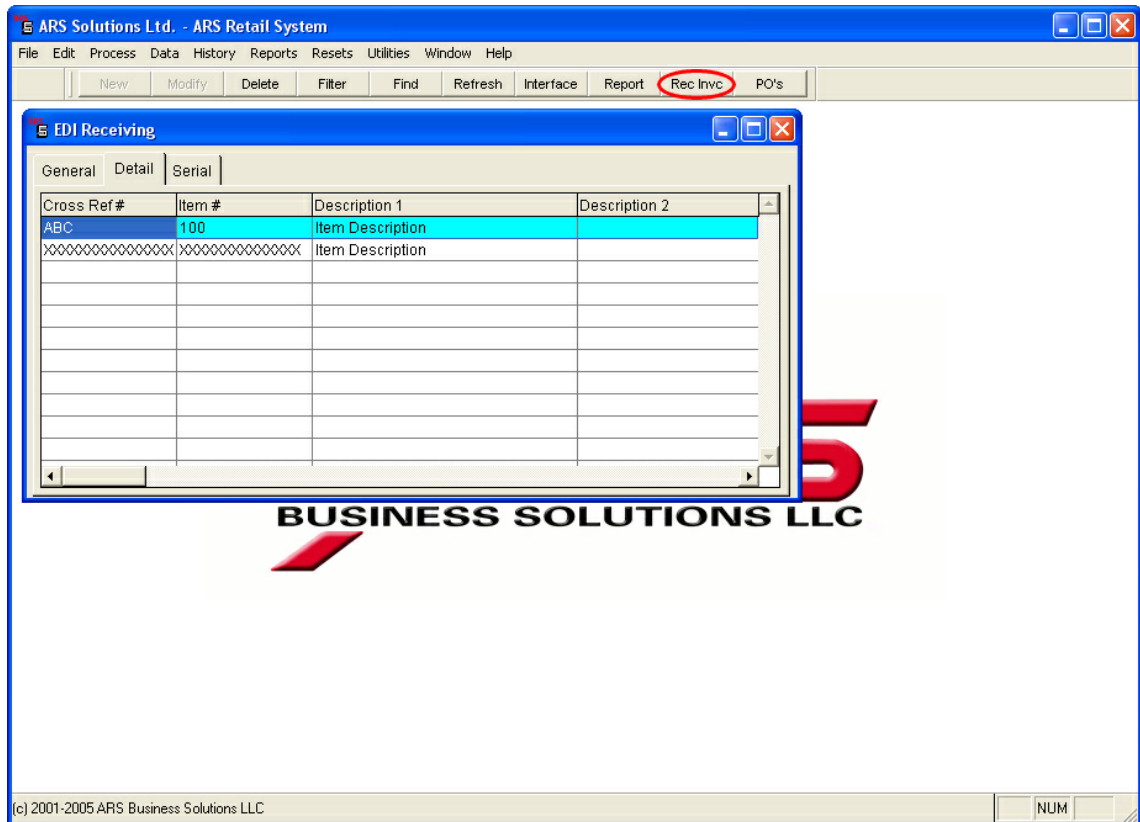 ARS Solutions Ltd. - ARS Retail System
File Edit Process Data History Reports Resets Utilities Window Help
New Modify Delete Filter Find Refresh Interface Report Rec Invc PO's
EDI Receiving
General Detail Serial
Cross Ref # Item # Description 1 Description 2
ABC 100 Item Description
XXXXXXXXXXXXXXX XXXXXXXXXXXXXX Item Description
BUSINESS SOLUTIONS LLC
(c) 2001-2005 ARS Business Solutions LLC NUM